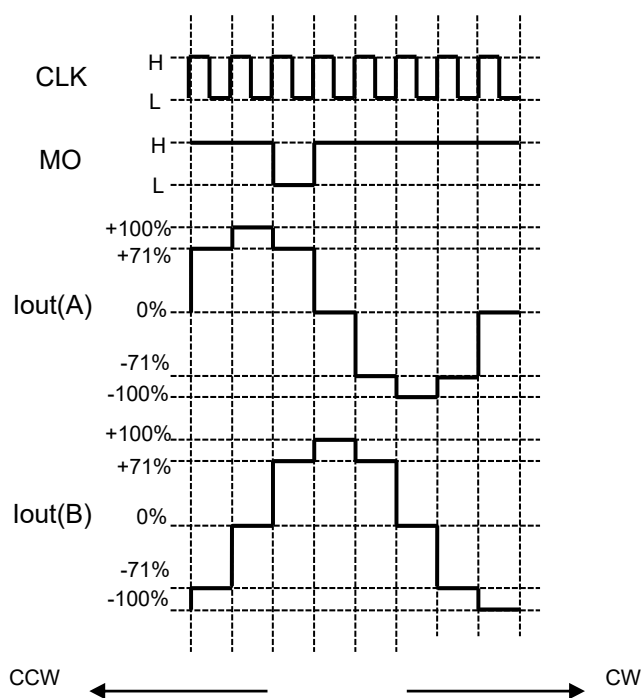 CLK
H
L
MO
H
L
Iout(A)
+100%
+71%
0%
-71%
-100%
Iout(B)
+100%
+71%
0%
-71%
-100%
CCW
CW